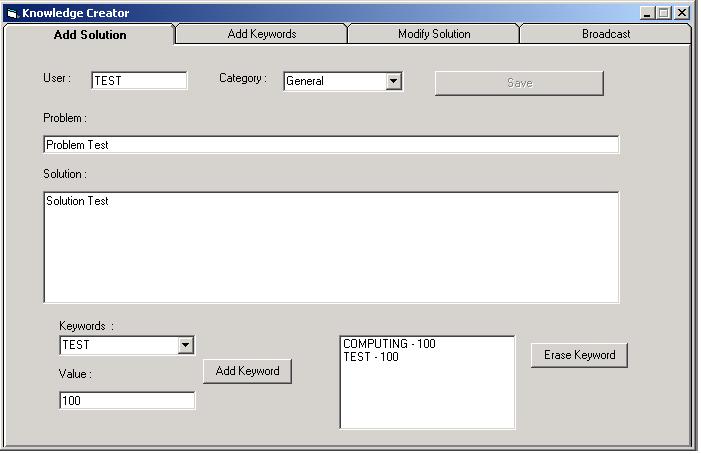 Knowledge Creator
Add Solution Add Keywords Modify Solution Broadcast
User : TEST Category : General Save
Problem :
Problem Test
Solution :
Solution Test
Keywords :
TEST
Value :
100
Add Keyword
COMPUTING - 100
TEST - 100
Erase Keyword